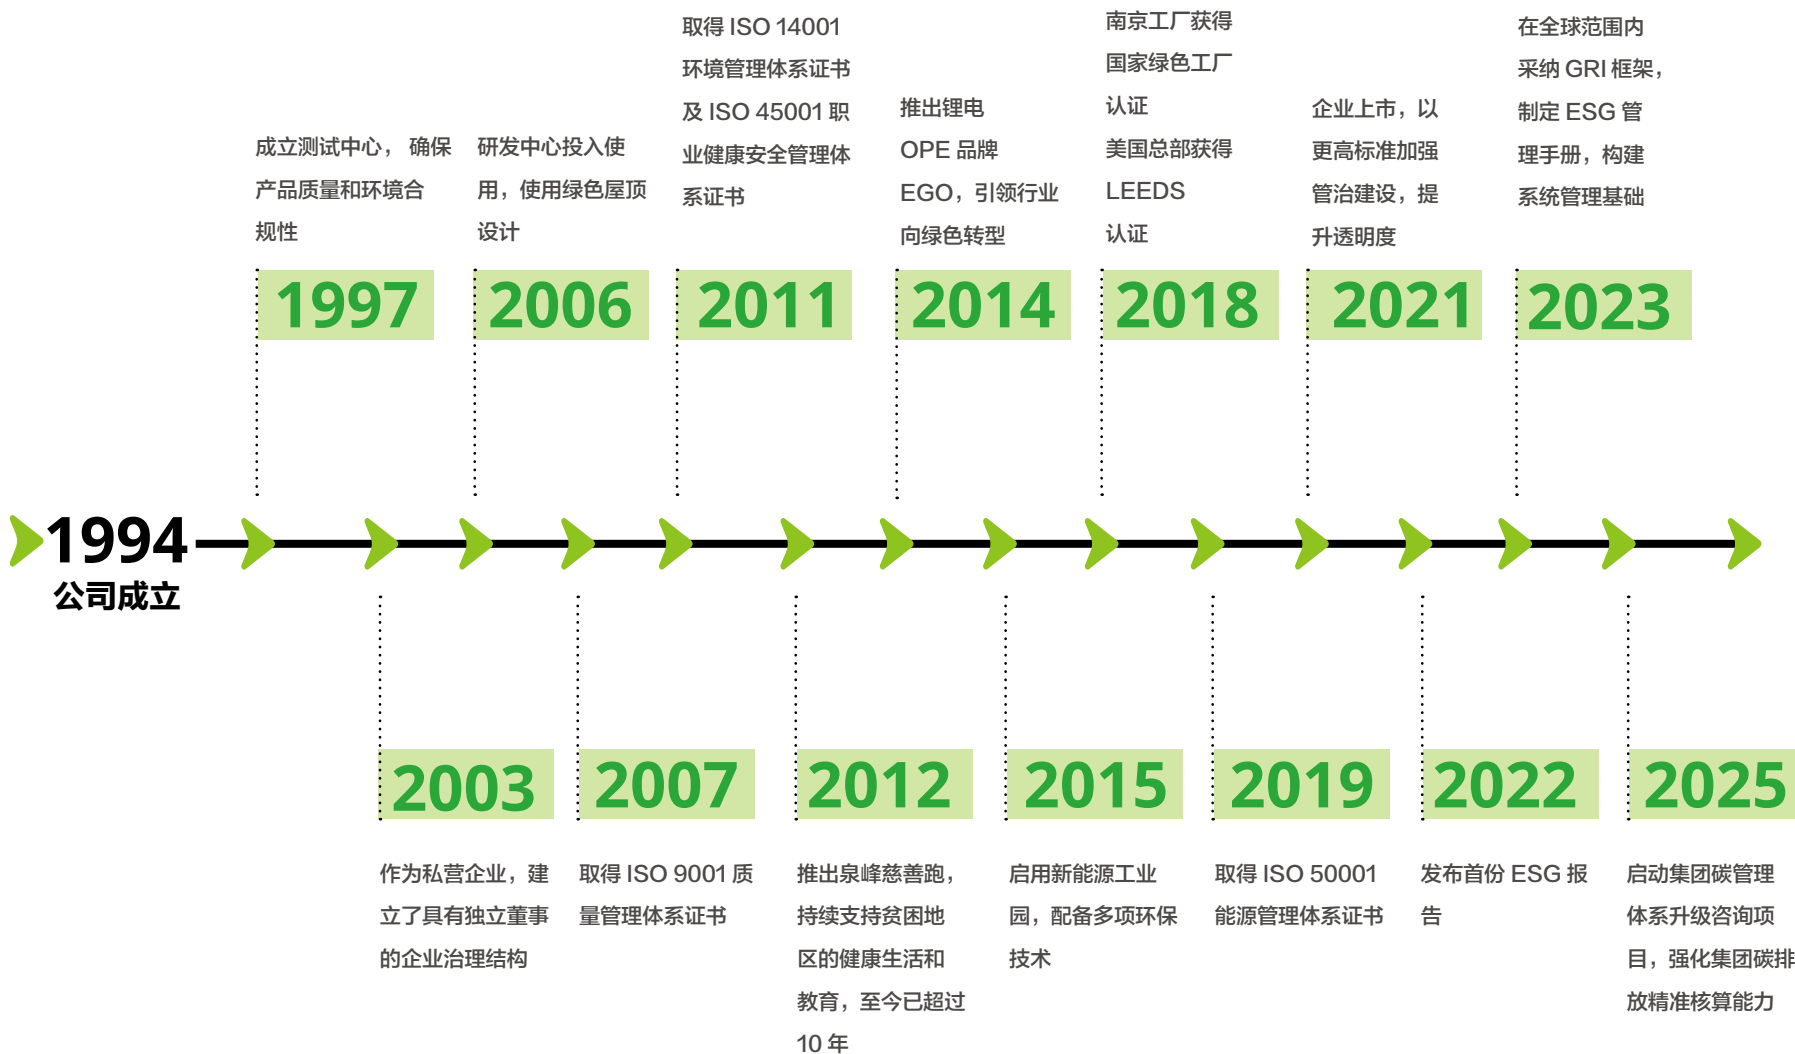 取得 ISO 14001
环境管理体系证书
及 ISO 45001 职
业健康安全管理体
系证书
南京工厂获得
国家绿色工厂
认证
美国总部获得
LEEDS
认证
在全球范围内
采纳 GRI 框架，
制定 ESG 管
理手册，构建
系统管理基础
成立测试中心， 确保
产品质量和环境合
规性
研发中心投入使
用，使用绿色屋顶
设计
推出锂电
OPE 品牌
EGO，引领行业
向绿色转型
企业上市，以
更高标准加强
管治建设，提
升透明度
1997
2006
2011
2014
2018
2021
2023
1994
公司成立
2003
2007
2012
2015
2019
2022
2025
作为私营企业，建
立了具有独立董事
的企业治理结构
取得 ISO 9001 质
量管理体系证书
推出泉峰慈善跑，
持续支持贫困地
区的健康生活和
教育，至今已超过
10 年
启用新能源工业
园，配备多项环保
技术
取得 ISO 50001
能源管理体系证书
发布首份 ESG 报
告
启动集团碳管理
体系升级咨询项
目，强化集团碳排
放精准核算能力